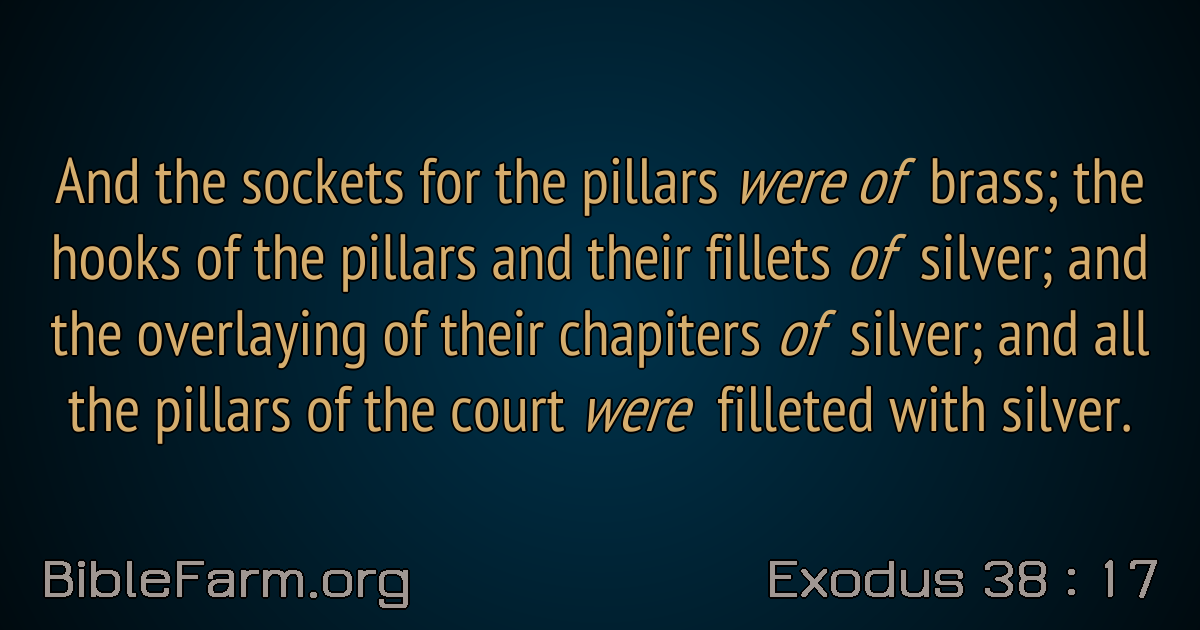 And the sockets for the pillars were of brass; the
hooks of the pillars and their fillets of silver; and
the overlaying of their chapiters of silver; and all
the pillars of the court were filleted with silver.
BibleFarm.org
Exodus 38 : 17